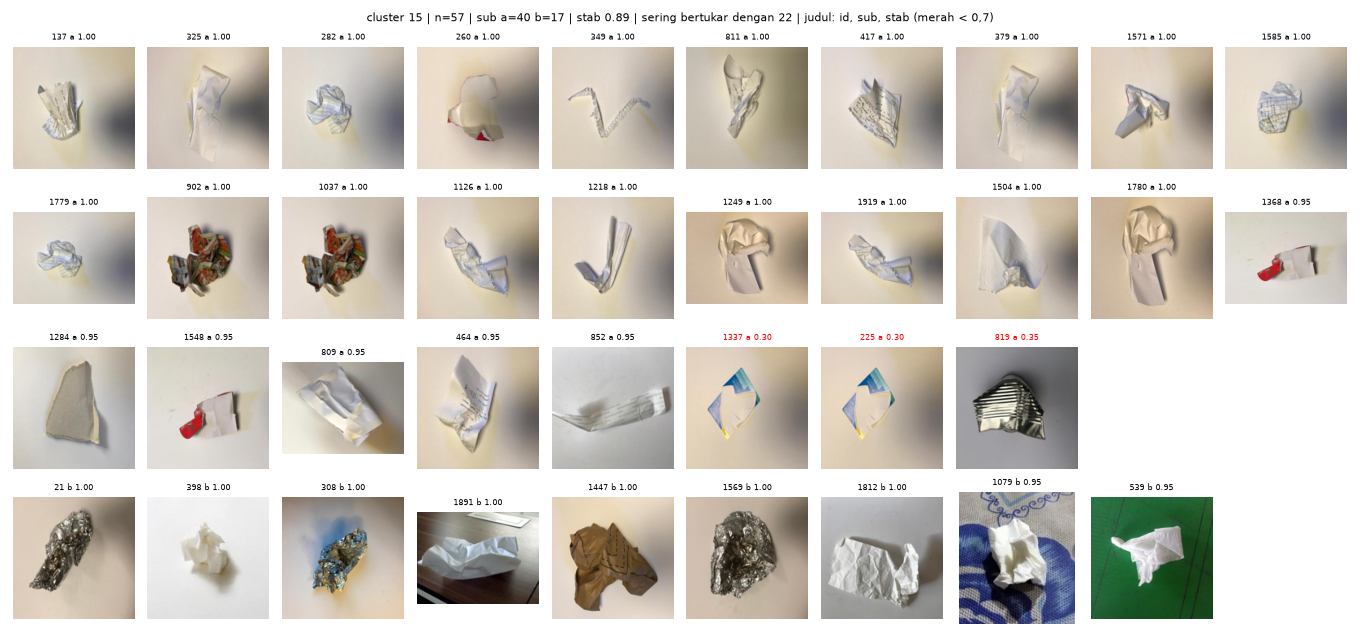 cluster 15 | n=57 | sub a=40 b=17 | stab 0.89 | sering bertukar dengan 22 | judul: id, sub, stab (merah < 0,7)
137 a 1.00 325 a 1.00 282 a 1.00 260 a 1.00 349 a 1.00 811 a 1.00 417 a 1.00 379 a 1.00 1571 a 1.00 1585 a 1.00
1779 a 1.00 902 a 1.00 1037 a 1.00 1126 a 1.00 1218 a 1.00 1249 a 1.00 1919 a 1.00 1504 a 1.00 1780 a 1.00 1368 a 0.95
1284 a 0.95 1548 a 0.95 809 a 0.95 464 a 0.95 852 a 0.95 1337 a 0.30 225 a 0.30 819 a 0.35
21 b 1.00 398 b 1.00 308 b 1.00 1891 b 1.00 1447 b 1.00 1569 b 1.00 1812 b 1.00 1079 b 0.95 539 b 0.95